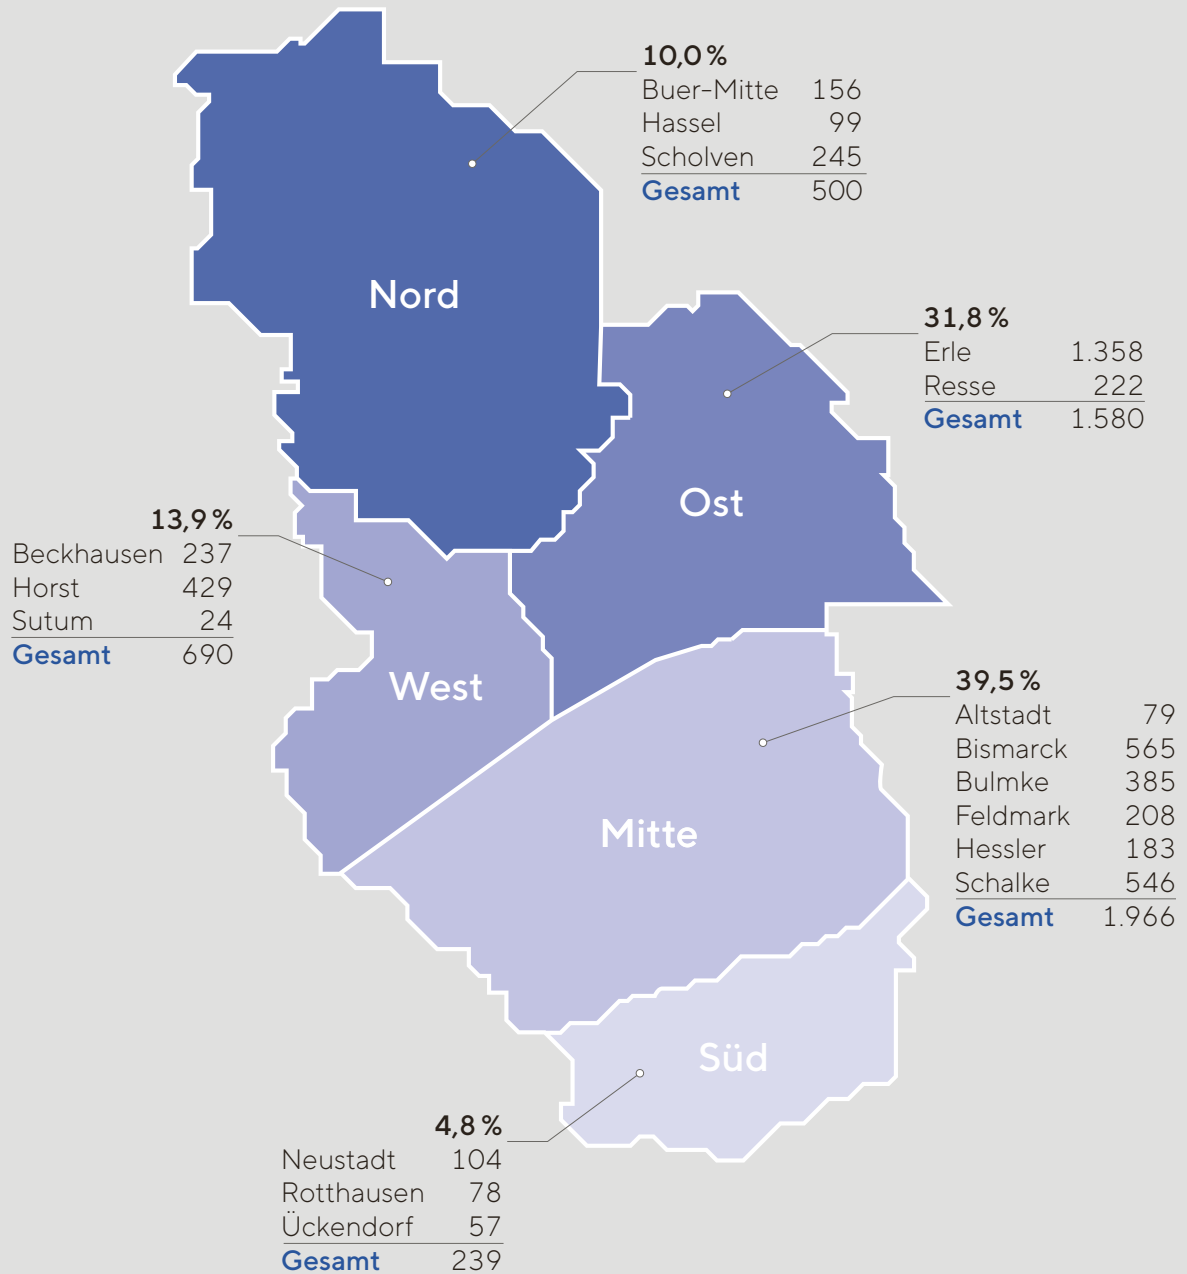 10,0 %
Buer-Mitte 156
Hassel 99
Scholven 245
Gesamt 500
Nord
31,8 %
Erle 1.358
Resse 222
Gesamt 1.580
Ost
13,9 %
Beckhausen 237
Horst 429
Sutum 24
Gesamt 690
West
39,5 %
Altstadt 79
Bismarck 565
Bulmke 385
Feldmark 208
Hessler 183
Schalke 546
Gesamt 1.966
Mitte
Süd
4,8 %
Neustadt 104
Rotthausen 78
Ückendorf 57
Gesamt 239